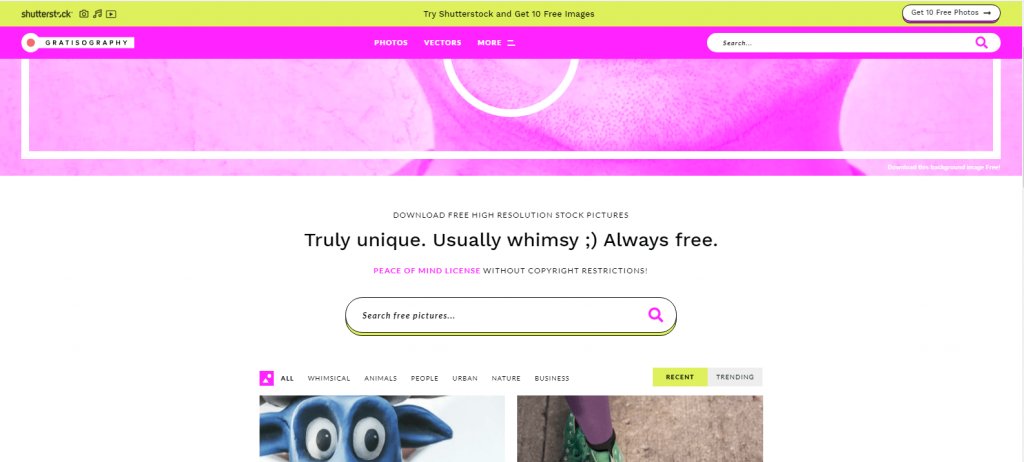 shutterstock
Try Shutterstock and Get 10 Free Images
Get 10 Free Photos →
GRATISOGRAPHY
PHOTOS VECTORS MORE
Search...
Download this background image Free!
DOWNLOAD FREE HIGH RESOLUTION STOCK PICTURES
Truly unique. Usually whimsy ;) Always free.
PEACE OF MIND LICENSE WITHOUT COPYRIGHT RESTRICTIONS!
Search free pictures...
ALL WHIMSICAL ANIMALS PEOPLE URBAN NATURE BUSINESS
RECENT TRENDING